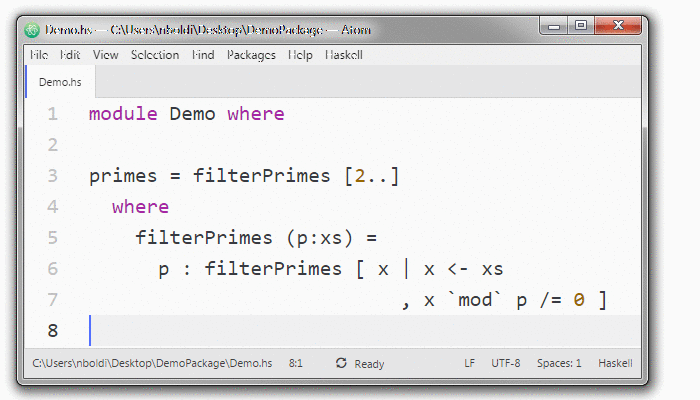 Demo.hs — C:\Users\nboldi\Desktop\DemoPackage — Atom
File Edit View Selection Find Packages Help Haskell
Demo.hs
1 module Demo where
2
3 primes = filterPrimes [2..]
4   where
5     filterPrimes (p:xs) =
6       p : filterPrimes [ x | x <- xs
7                            , x `mod` p /= 0 ]
8
C:\Users\nboldi\Desktop\DemoPackage\Demo.hs 8:1 Ready LF UTF-8 Spaces: 1 Haskell